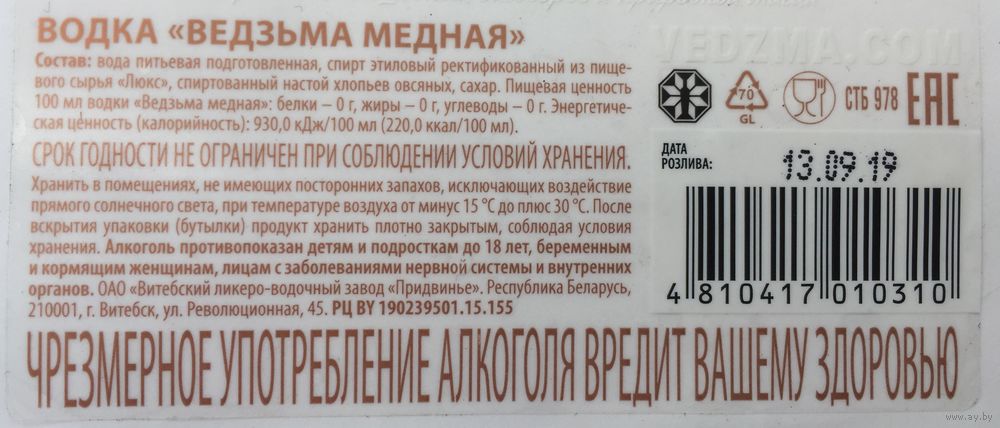 ВОДКА «ВЕДЗЬМА МЕДНАЯ»
VEDZMA.COM
Состав: вода питьевая подготовленная, спирт этиловый ректификованный из пище-
вого сырья «Люкс», спиртованный настой хлопьев овсяных, сахар. Пищевая ценность
100 мл водки «Ведзьма медная»: белки – 0 г, жиры – 0 г, углеводы – 0 г. Энергетиче-
ская ценность (калорийность): 930,0 кДж/100 мл (220,0 ккал/100 мл).
70
GL
СТБ 978
EAC
СРОК ГОДНОСТИ НЕ ОГРАНИЧЕН ПРИ СОБЛЮДЕНИИ УСЛОВИЙ ХРАНЕНИЯ.
Хранить в помещениях, не имеющих посторонних запахов, исключающих воздействие
прямого солнечного света, при температуре воздуха от минус 15 °С до плюс 30 °С. После
вскрытия упаковки (бутылки) продукт хранить плотно закрытым, соблюдая условия
хранения. Алкоголь противопоказан детям и подросткам до 18 лет, беременным
и кормящим женщинам, лицам с заболеваниями нервной системы и внутренних
органов. ОАО «Витебский ликеро-водочный завод «Придвинье». Республика Беларусь,
210001, г. Витебск, ул. Революционная, 45. РЦ BY 190239501.15.155
ДАТА
РОЗЛИВА:
13.09.19
4 810417 010310
ЧРЕЗМЕРНОЕ УПОТРЕБЛЕНИЕ АЛКОГОЛЯ ВРЕДИТ ВАШЕМУ ЗДОРОВЬЮ
www.ay.by